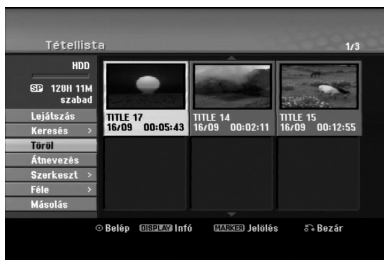 Tétellista
1/3
HDD
SP 120H 11M
szabad
Lejátszás
Keresés >
Töröl
Átnevezés
Szerkeszt >
Féle >
Másolás
TITLE 17
16/09 00:05:43
TITLE 14
16/09 00:02:11
TITLE 15
16/09 00:12:55
Belép DISPLAY Infó MARKER Jelölés Bezár